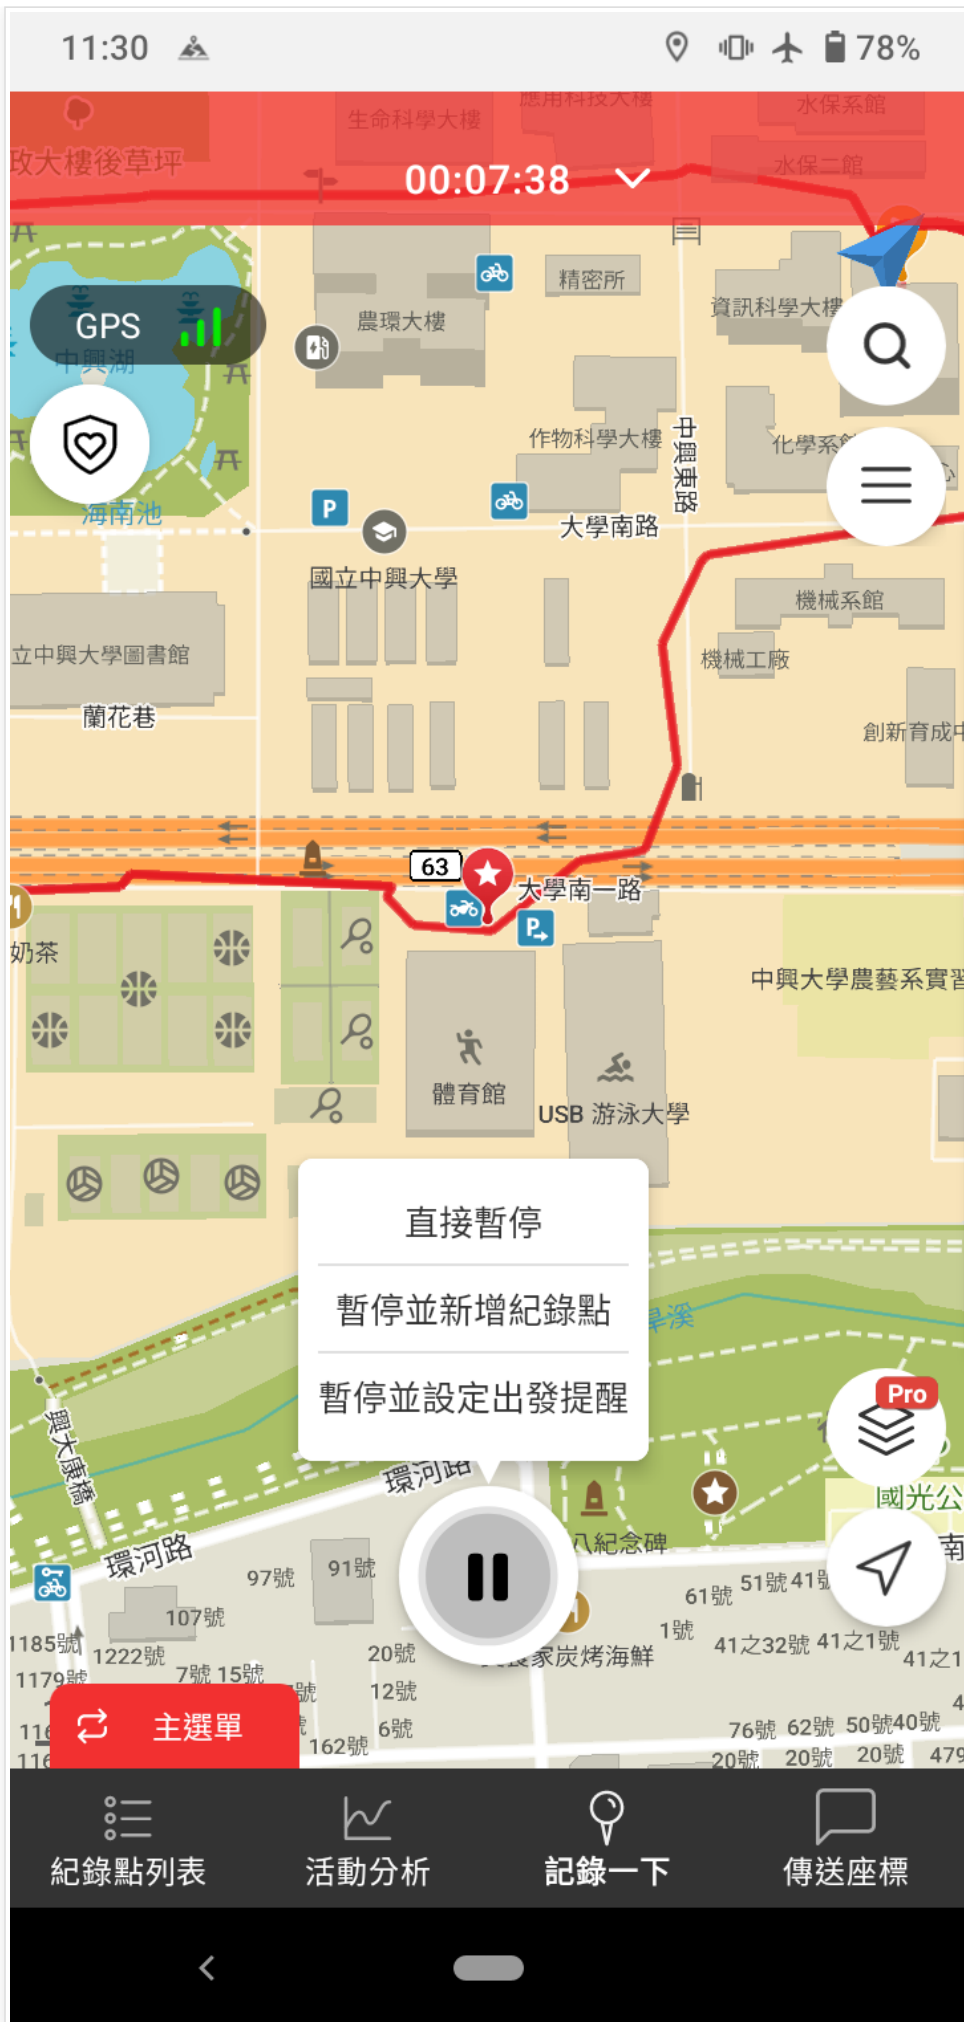 11:30
78%
應用科技大樓
水保系館
生命科學大樓
政大樓後草坪
水保二館
00:07:38
精密所
資訊科學大樓
GPS
農環大樓
中興湖
作物科學大樓
中興東路
化學系
海南池
P
大學南路
國立中興大學
機械系館
立中興大學圖書館
機械工廠
蘭花巷
創新育成中
63
大學南一路
P
奶茶
中興大學農藝系實習
體育館
USB 游泳大學
直接暫停
暫停並新增紀錄點
旱溪
暫停並設定出發提醒
Pro
興大康橋
環河路
國光公
八紀念碑
南
環河路
97號
91號
51號
41號
61號
107號
1號
41之32號
41之1號
1185號
1222號
20號
家炭烤海鮮
41之1
1179號
7號
15號
號
12號
主選單
6號
162號
76號
62號
50號
40號
20號
20號
20號
479
紀錄點列表
活動分析
記錄一下
傳送座標